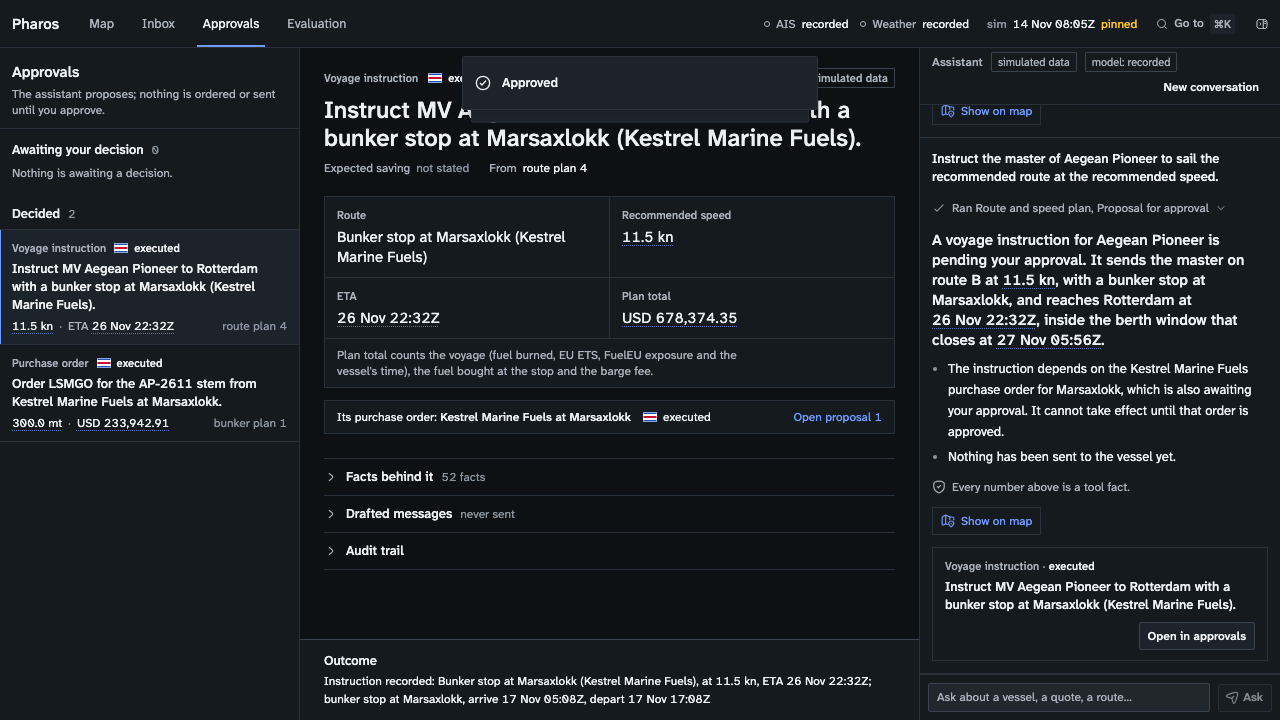 Pharos
Map
Inbox
Approvals
Evaluation
AIS recorded
Weather recorded
sim 14 Nov 08:05Z pinned
Go to ⌘K
Approvals
The assistant proposes; nothing is ordered or sent
until you approve.
Awaiting your decision 0
Nothing is awaiting a decision.
Decided 2
Voyage instruction executed
Instruct MV Aegean Pioneer to Rotterdam
with a bunker stop at Marsaxlokk (Kestrel
Marine Fuels).
11.5 kn · ETA 26 Nov 22:32Z route plan 4
Purchase order executed
Order LSMGO for the AP-2611 stem from
Kestrel Marine Fuels at Marsaxlokk.
300.0 mt · USD 233,942.91 bunker plan 1
Voyage instruction
Approved
simulated data
Instruct MV
bunker stop at Marsaxlokk (Kestrel Marine Fuels).
Expected saving not stated From route plan 4
Route
Bunker stop at Marsaxlokk (Kestrel
Marine Fuels)
Recommended speed
11.5 kn
ETA
26 Nov 22:32Z
Plan total
USD 678,374.35
Plan total counts the voyage (fuel burned, EU ETS, FuelEU exposure and the
vessel's time), the fuel bought at the stop and the barge fee.
Its purchase order: Kestrel Marine Fuels at Marsaxlokk executed Open proposal 1
Facts behind it 52 facts
Drafted messages never sent
Audit trail
Outcome
Instruction recorded: Bunker stop at Marsaxlokk (Kestrel Marine Fuels), at 11.5 kn, ETA 26 Nov 22:32Z;
bunker stop at Marsaxlokk, arrive 17 Nov 05:08Z, depart 17 Nov 17:08Z
Assistant simulated data model: recorded
New conversation
Show on map
Instruct the master of Aegean Pioneer to sail the
recommended route at the recommended speed.
Ran Route and speed plan, Proposal for approval
A voyage instruction for Aegean Pioneer is
pending your approval. It sends the master on
route B at 11.5 kn, with a bunker stop at
Marsaxlokk, and reaches Rotterdam at
26 Nov 22:32Z, inside the berth window that
closes at 27 Nov 05:56Z.
• The instruction depends on the Kestrel Marine Fuels
purchase order for Marsaxlokk, which is also awaiting
your approval. It cannot take effect until that order is
approved.
• Nothing has been sent to the vessel yet.
Every number above is a tool fact.
Show on map
Voyage instruction · executed
Instruct MV Aegean Pioneer to Rotterdam with a
bunker stop at Marsaxlokk (Kestrel Marine Fuels).
Open in approvals
Ask about a vessel, a quote, a route...
Ask